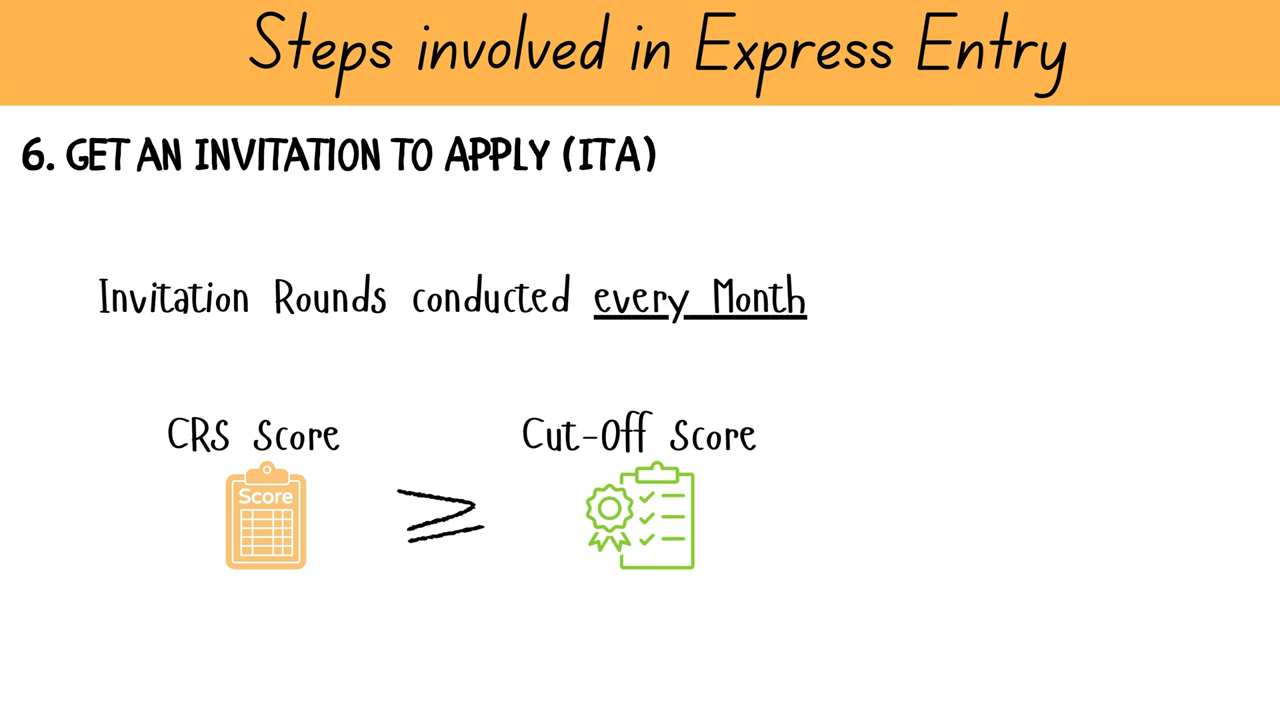 Steps involved in Express Entry
6. GET AN INVITATION TO APPLY (ITA)
Invitation Rounds conducted every Month
CRS Score Cut-Off Score
Score
≥